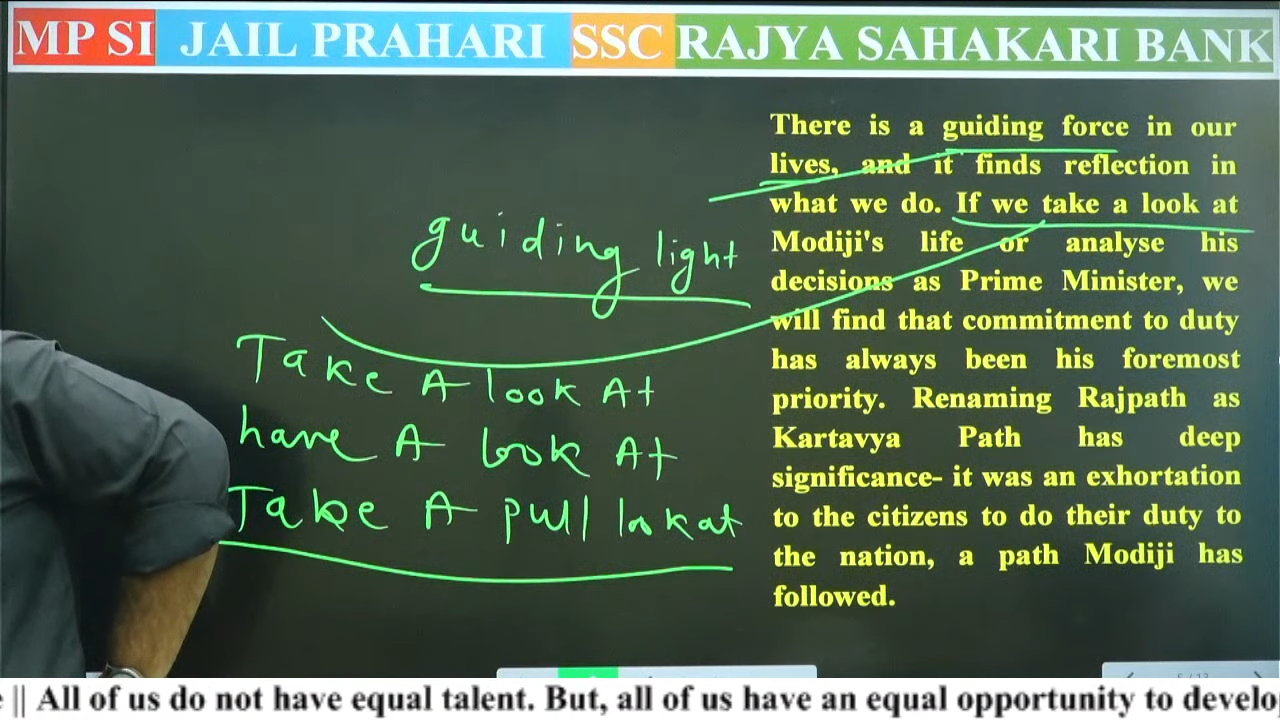 MP SI JAIL PRAHARI SSC RAJYA SAHAKARI BANK
There is a guiding force in our
lives, and it finds reflection in
what we do. If we take a look at
Modiji's life or analyse his
decisions as Prime Minister, we
will find that commitment to duty
has always been his foremost
priority. Renaming Rajpath as
Kartavya Path has deep
significance- it was an exhortation
to the citizens to do their duty to
the nation, a path Modiji has
followed.
guiding light
Take A look At
have A look At
Take A pull look at
|| All of us do not have equal talent. But, all of us have an equal opportunity to develo